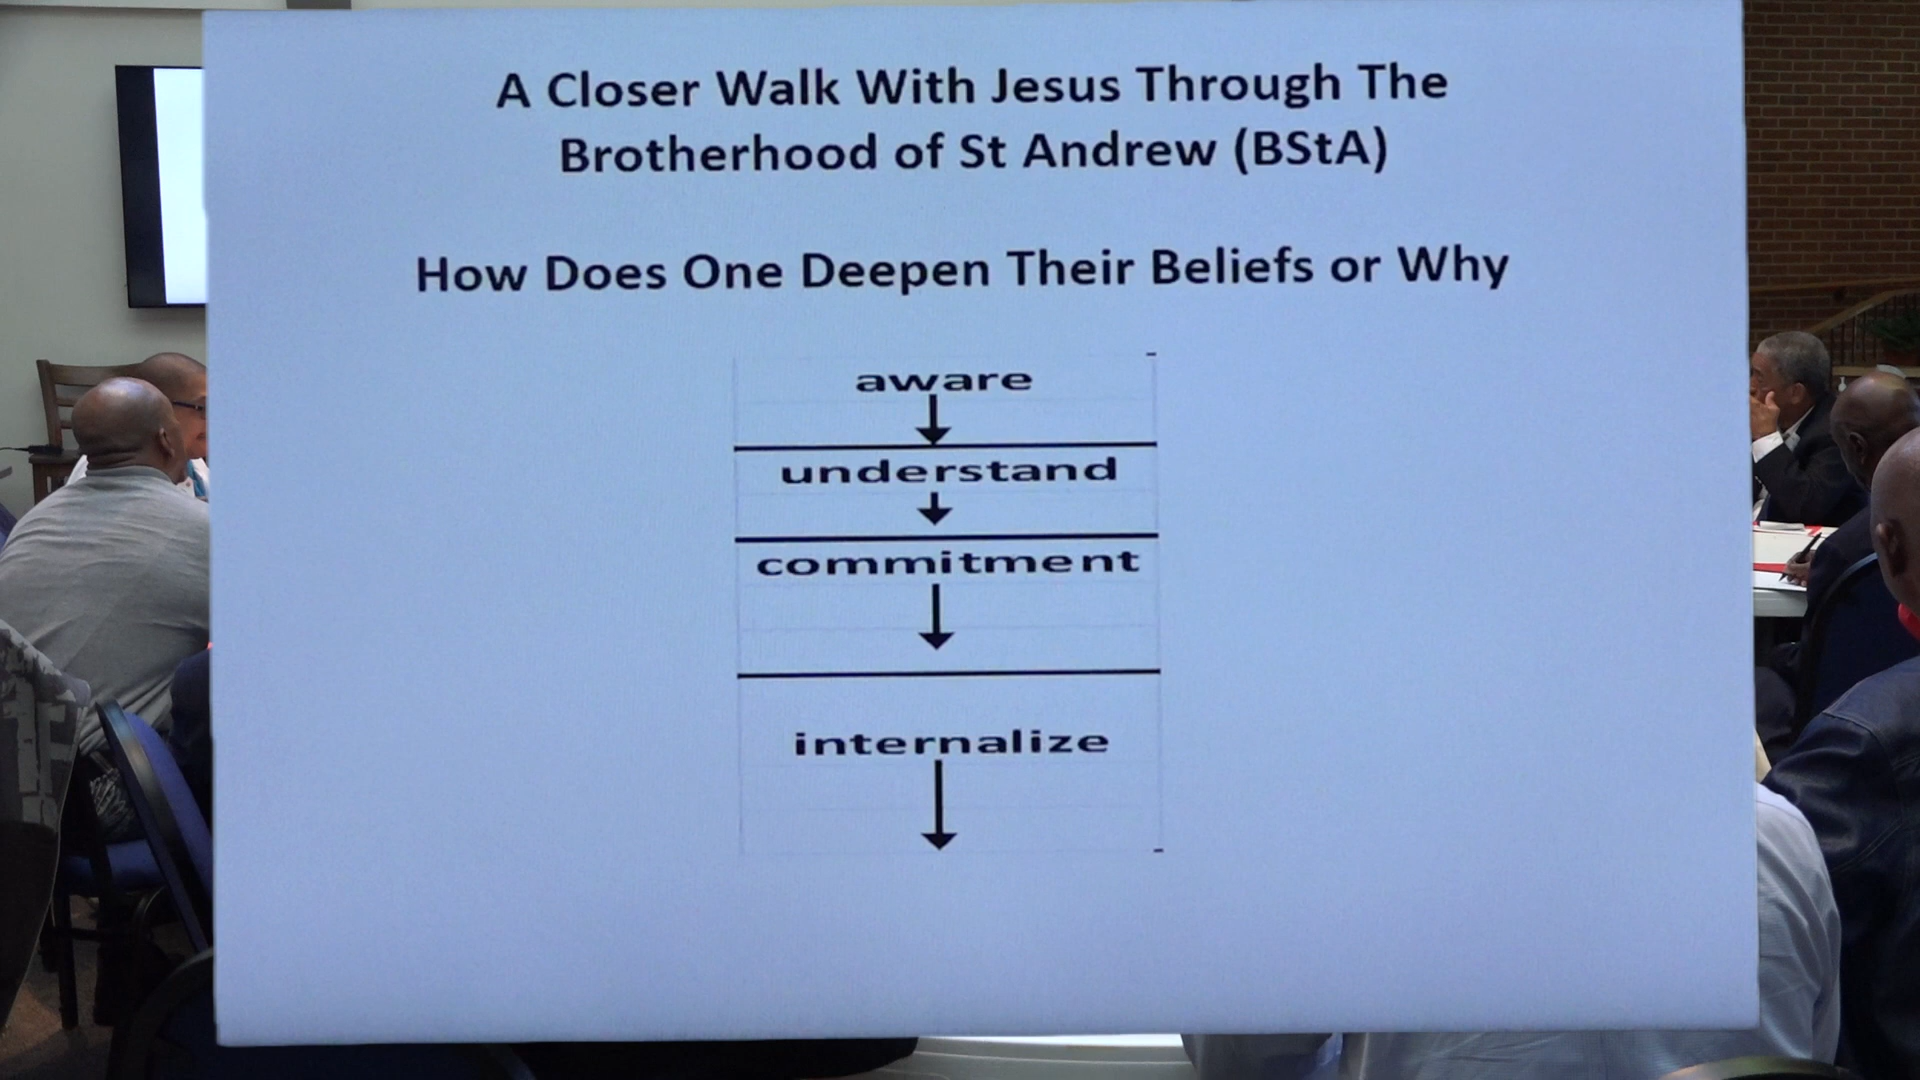 A Closer Walk With Jesus Through The
Brotherhood of St Andrew (BStA)
How Does One Deepen Their Beliefs or Why
aware
understand
commitment
internalize